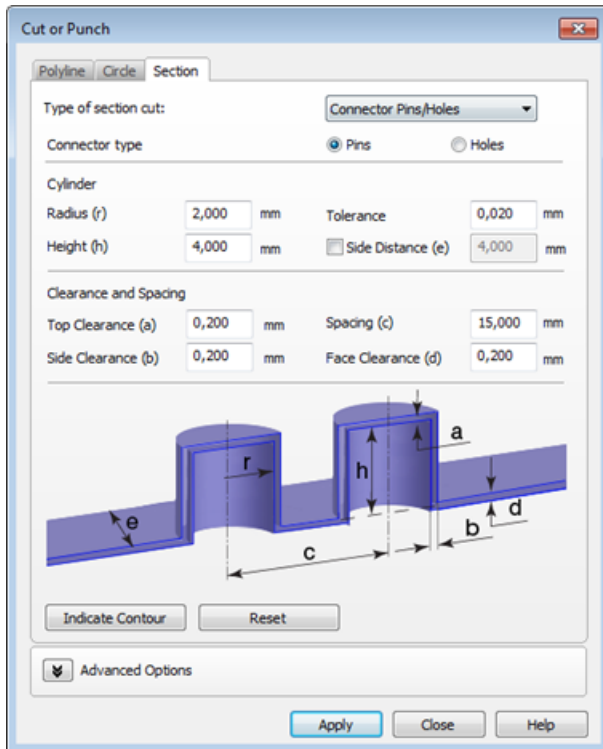 Cut or Punch
Polyline Circle Section
Type of section cut: Connector Pins/Holes
Connector type Pins Holes
Cylinder
Radius (r) 2,000 mm Tolerance 0,020 mm
Height (h) 4,000 mm Side Distance (e) 4,000 mm
Clearance and Spacing
Top Clearance (a) 0,200 mm Spacing (c) 15,000 mm
Side Clearance (b) 0,200 mm Face Clearance (d) 0,200 mm
a
r h
e d
c b
Indicate Contour Reset
Advanced Options
Apply Close Help